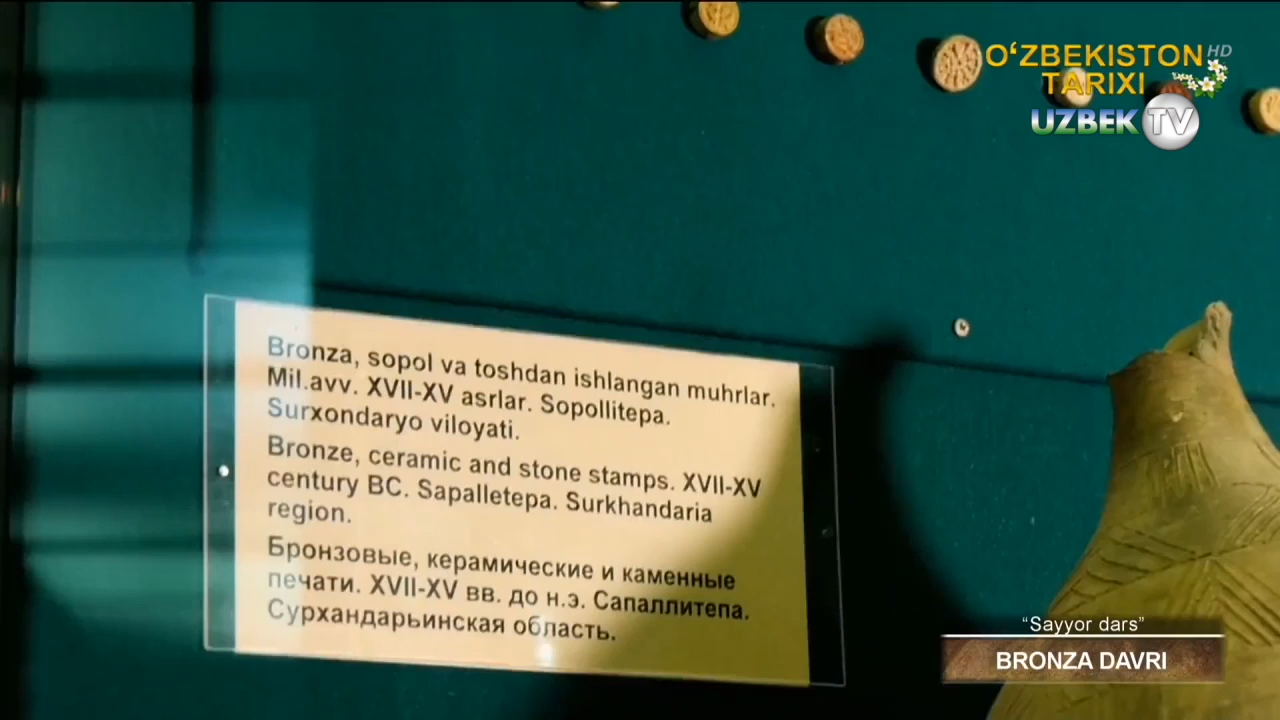 O‘ZBEKISTON HD
TARIXI
UZBEK TV
Bronza, sopol va toshdan ishlangan muhrlar.
Mil.avv. XVII-XV asrlar. Sopollitepa.
Surxondaryo viloyati.
Bronze, ceramic and stone stamps. XVII-XV
century BC. Sapalletepa. Surkhandaria
region.
Бронзовые, керамические и каменные
печати. XVII-XV вв. до н.э. Сапаллитепа.
Сурхандарьинская область.
“Sayyor dars”
BRONZA DAVRI